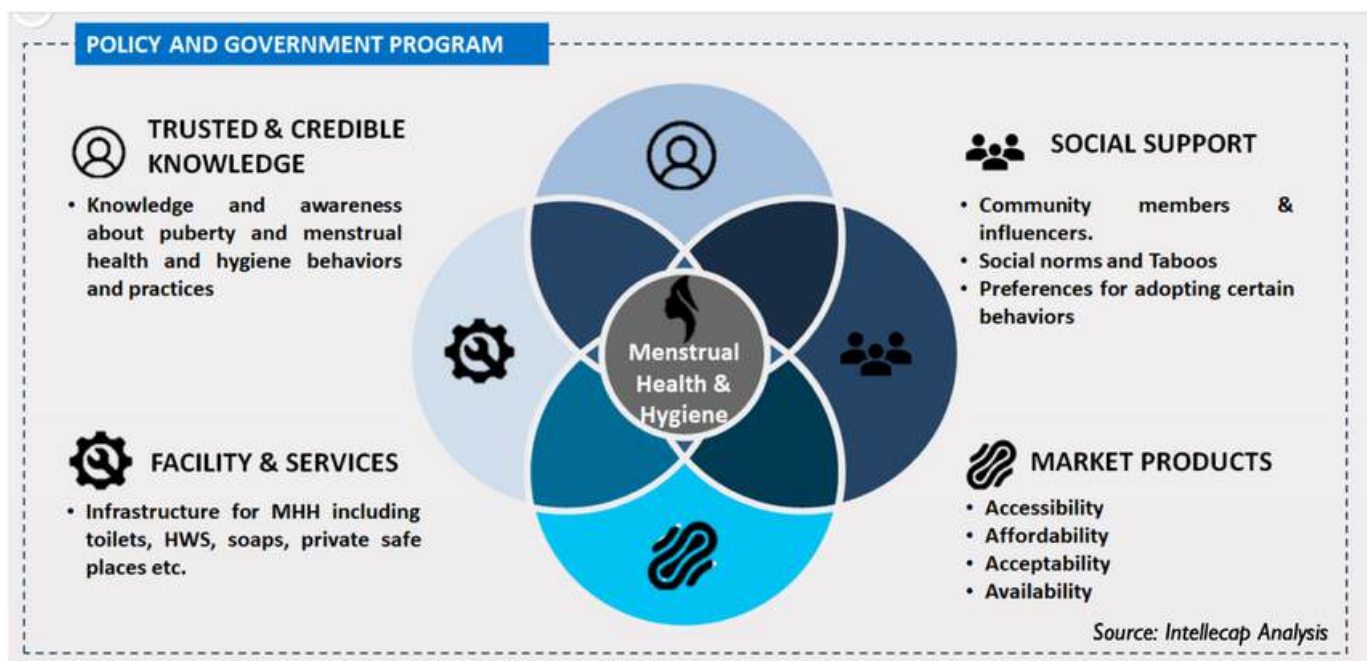 POLICY AND GOVERNMENT PROGRAM
TRUSTED & CREDIBLE
KNOWLEDGE
• Knowledge and awareness
about puberty and menstrual
health and hygiene behaviors
and practices
SOCIAL SUPPORT
• Community members &
influencers.
• Social norms and Taboos
• Preferences for adopting certain
behaviors
Menstrual
Health &
Hygiene
FACILITY & SERVICES
• Infrastructure for MHH including
toilets, HWS, soaps, private safe
places etc.
MARKET PRODUCTS
• Accessibility
• Affordability
• Acceptability
• Availability
Source: Intellecap Analysis